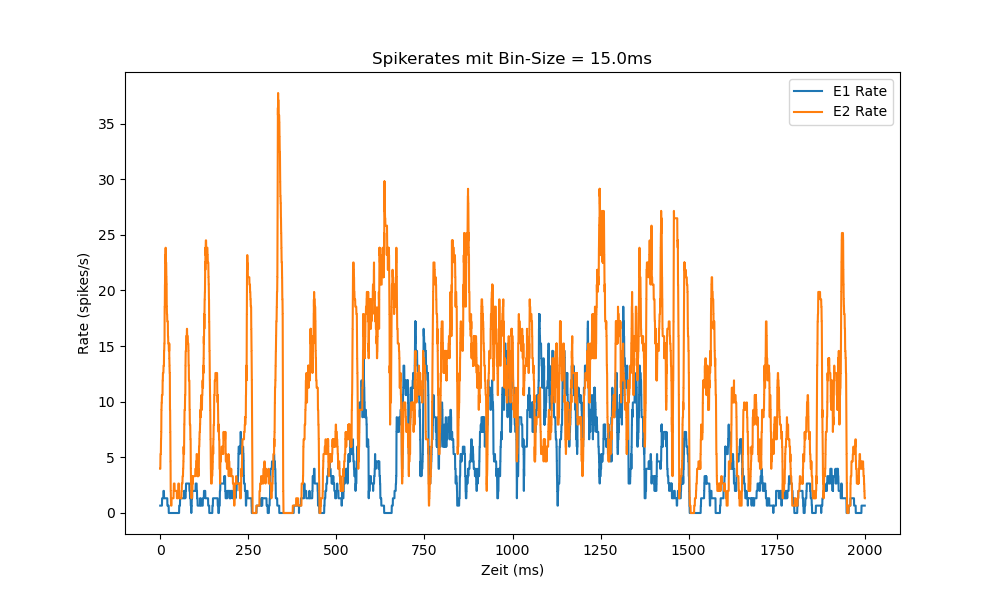 Spikerates mit Bin-Size = 15.0ms
E1 Rate
E2 Rate
Rate (spikes/s)
35
30
25
20
15
10
5
0
0 250 500 750 1000 1250 1500 1750 2000
Zeit (ms)